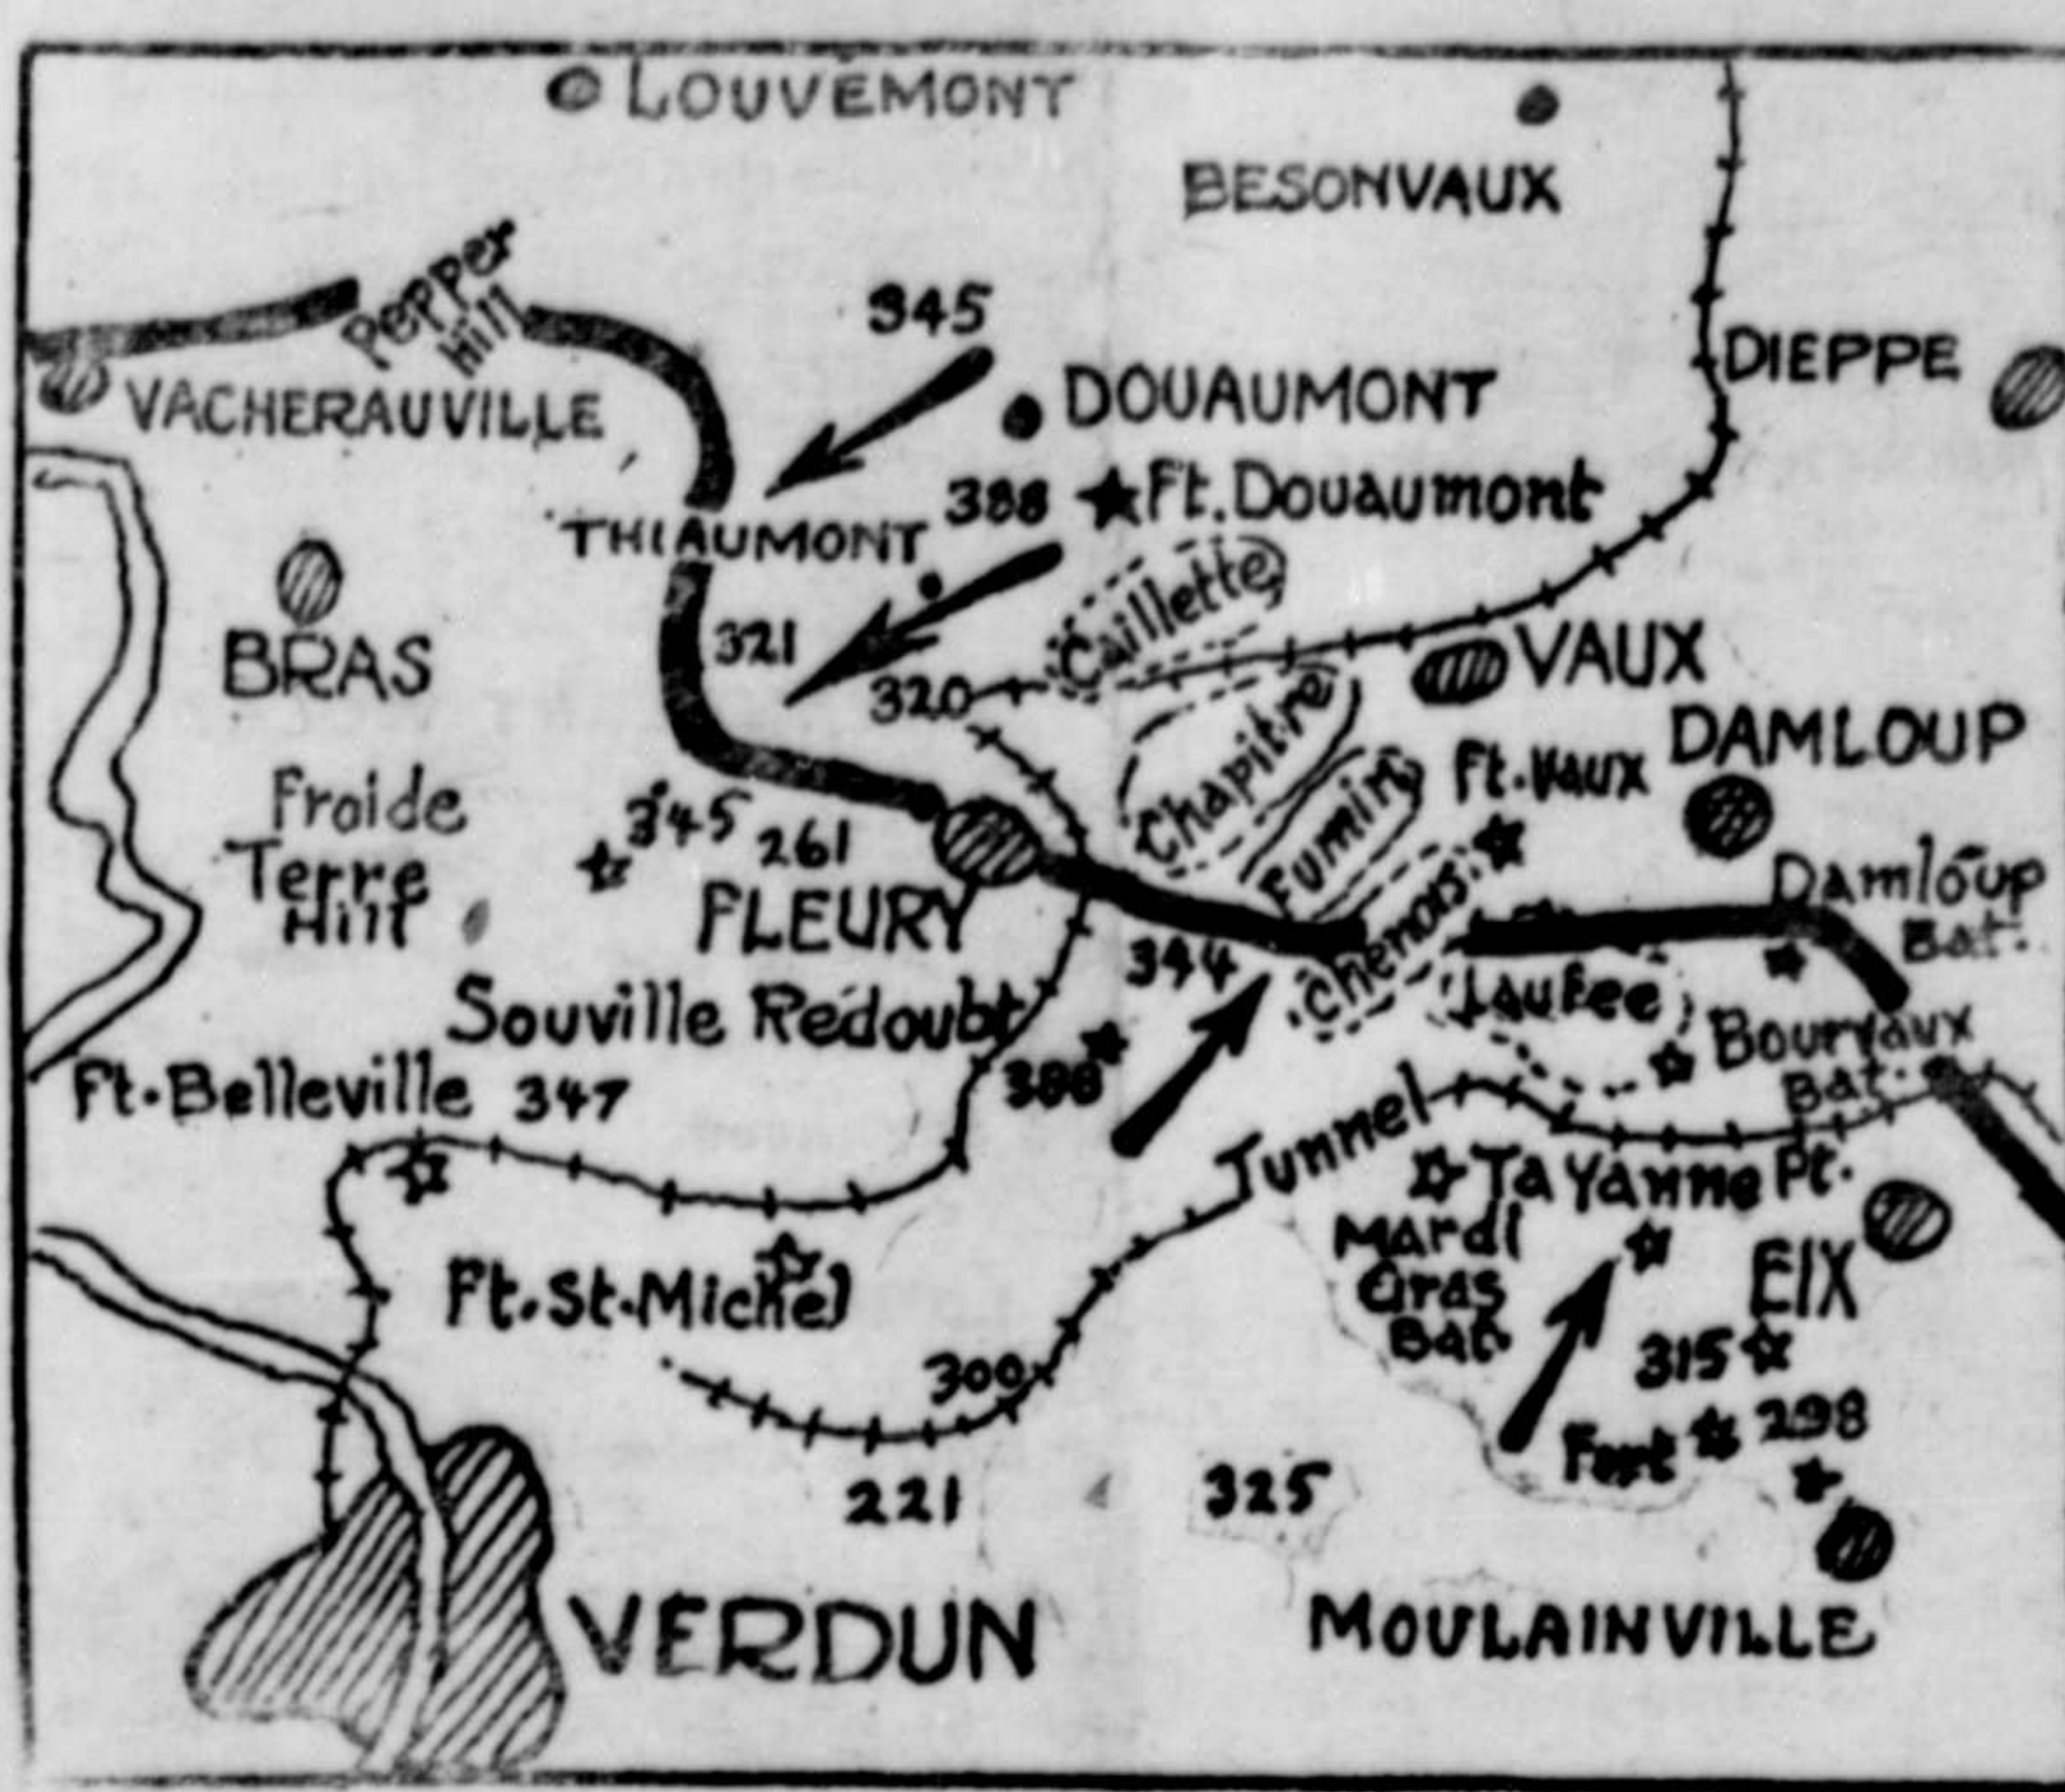 LOUVEMONT
BESONVAUX
Pepper
Hill
345
DIEPPE
VACHERAUVILLE
DOUAUMONT
388
Ft. Douaumont
THIAUMONT
Caillette
BRAS
321
320
VAUX
Chapitre
DAMLOUP
Ft. Vaux
Fumin
Froide
Terre
Hill
345
261
FLEURY
Chenois
Damloup
Bat.
344
Laufee
Souville Redoubt
Bourvaux
Bat.
388
Ft. Belleville 347
Tunnel
Ta Yanne Pt.
Mardi
Gras
Bat.
EIX
Ft. St. Michel
315
300
Fort
298
221
325
VERDUN
MOULAINVILLE